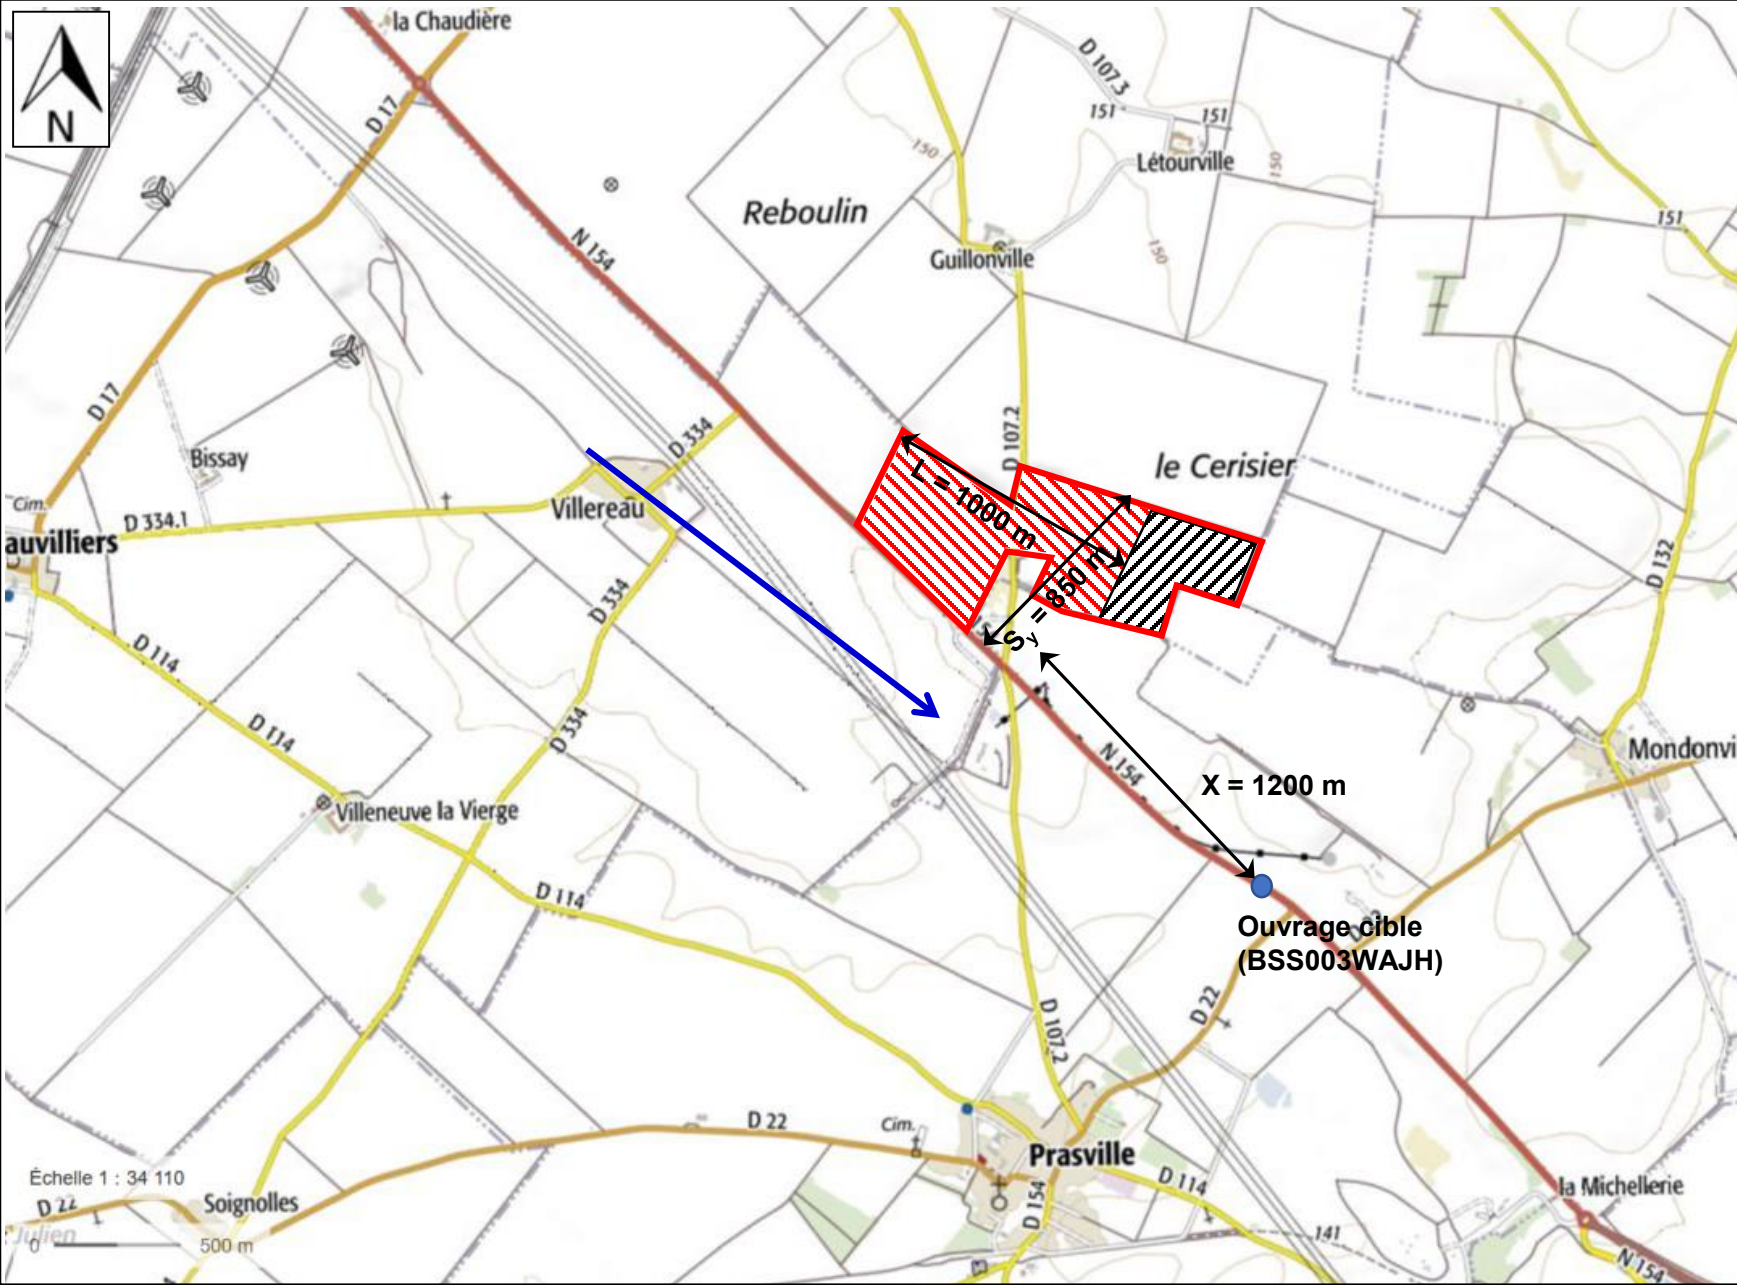 la Chaudière
N
D 17
D 107.3
151
151
Létourville
150
150
150
151
Reboulin
N 154
Guillonville
D 17
D 334
D 107.2
le Cerisier
Bissay
L = 1000 m
Cim.
D 334.1
Villereau
auvilliers
Sy = 850 m
D 132
D 334
D 114
D 114
D 334
N 154
Mondonvi
X = 1200 m
Villeneuve la Vierge
D 114
Ouvrage cible
(BSS003WAJH)
D 22
D 107.2
D 22
Cim.
Prasville
D 114
Échelle 1 : 34 110
D 22
Soignolles
D 154
la Michellerie
Julien
0 500 m
141
N 154